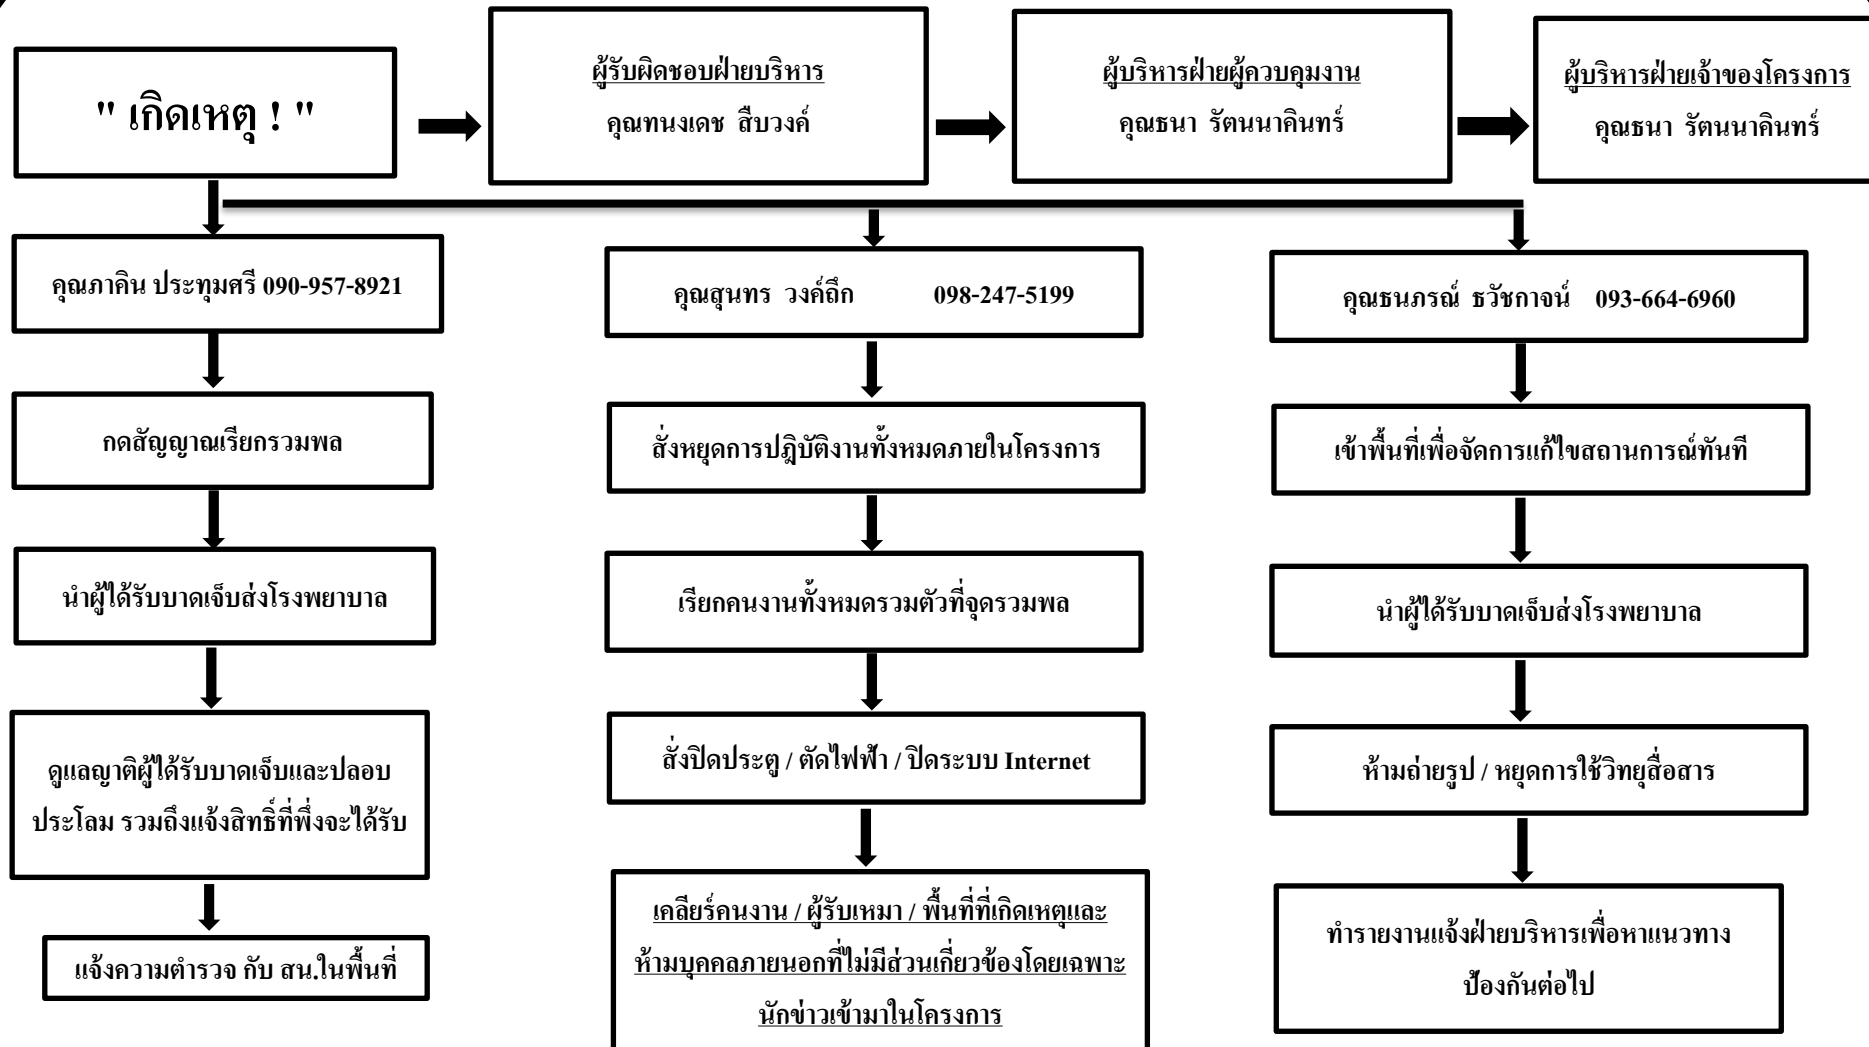 " เกิดเหตุ ! "
ผู้รับผิดชอบฝ่ายบริหาร
คุณทนงเดช สืบวงค์
ผู้บริหารฝ่ายผู้ควบคุมงาน
คุณธนา รัตนนาคินทร์
ผู้บริหารฝ่ายเจ้าของโครงการ
คุณธนา รัตนนาคินทร์
คุณภาคิน ประทุมศรี 090-957-8921
กดสัญญาณเรียกรวมพล
นำผู้ได้รับบาดเจ็บส่งโรงพยาบาล
ดูแลญาติผู้ได้รับบาดเจ็บและปลอบ
ประโลม รวมถึงแจ้งสิทธิ์ที่พึ่งจะได้รับ
แจ้งความตำรวจ กับ สน.ในพื้นที่
คุณสุนทร วงค์ถึก 098-247-5199
สั่งหยุดการปฎิบัติงานทั้งหมดภายในโครงการ
เรียกคนงานทั้งหมดรวมตัวที่จุดรวมพล
สั่งปิดประตู / ตัดไฟฟ้า / ปิดระบบ Internet
เคลียร์คนงาน / ผู้รับเหมา / พื้นที่ที่เกิดเหตุและ
ห้ามบุคคลภายนอกที่ไม่มีส่วนเกี่ยวข้องโดยเฉพาะ
นักข่าวเข้ามาในโครงการ
คุณธนภรณ์ ธวัชกาจน์ 093-664-6960
เข้าพื้นที่เพื่อจัดการแก้ไขสถานการณ์ทันที
นำผู้ได้รับบาดเจ็บส่งโรงพยาบาล
ห้ามถ่ายรูป / หยุดการใช้วิทยุสื่อสาร
ทำรายงานแจ้งฝ่ายบริหารเพื่อหาแนวทาง
ป้องกันต่อไป